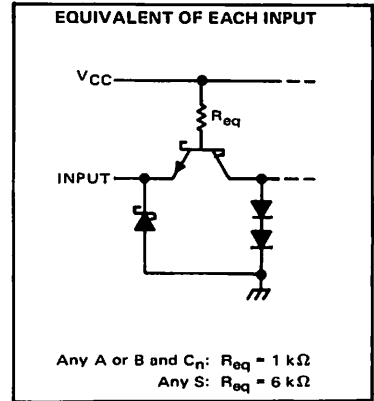 EQUIVALENT OF EACH INPUT
VCC
Req
INPUT
Any A or B and Cn: Req = 1 kΩ
Any S: Req = 6 kΩ